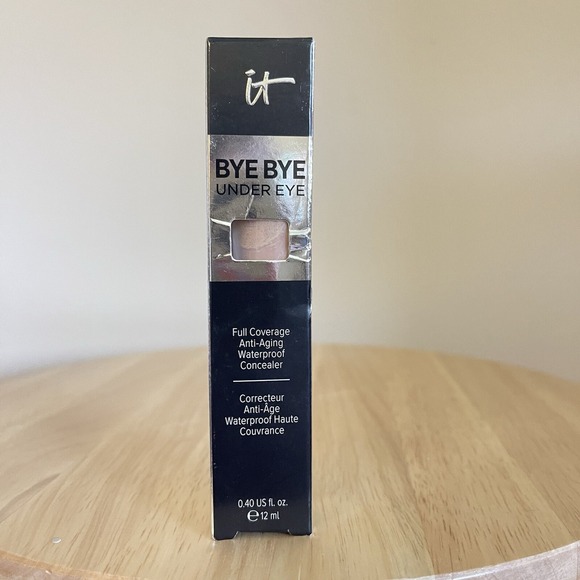 it
BYE BYE
UNDER EYE
Full Coverage
Anti-Aging
Waterproof
Concealer
Correcteur
Anti-Âge
Waterproof Haute
Couvrance
0.40 US fl. oz.
℮12 ml